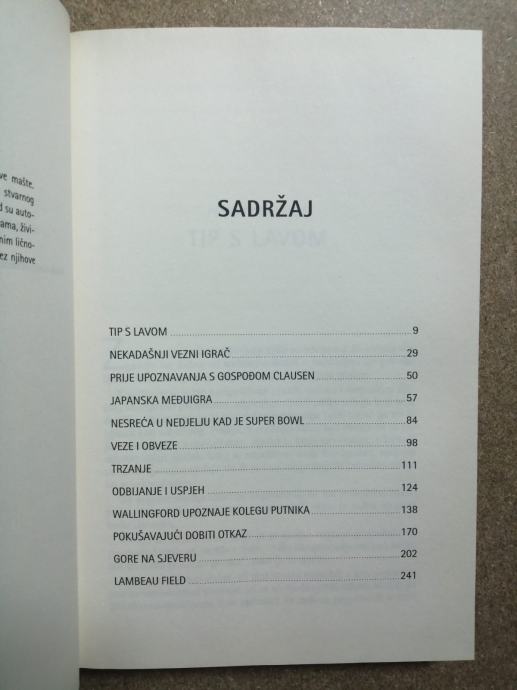 ve mašte.
stvarnog
d su auto-
ama, živi-
nim lično-
ez njihove
SADRŽAJ
TIP S LAVOM
TIP S LAVOM 9
NEKADAŠNJI VEZNI IGRAČ 29
PRIJE UPOZNAVANJA S GOSPOĐOM CLAUSEN 50
JAPANSKA MEĐUIGRA 57
NESREĆA U NEDJELJU KAD JE SUPER BOWL 84
VEZE I OBVEZE 98
TRZANJE 111
ODBIJANJE I USPJEH 124
WALLINGFORD UPOZNAJE KOLEGU PUTNIKA 138
POKUŠAVAJUĆI DOBITI OTKAZ 170
GORE NA SJEVERU 202
LAMBEAU FIELD 241